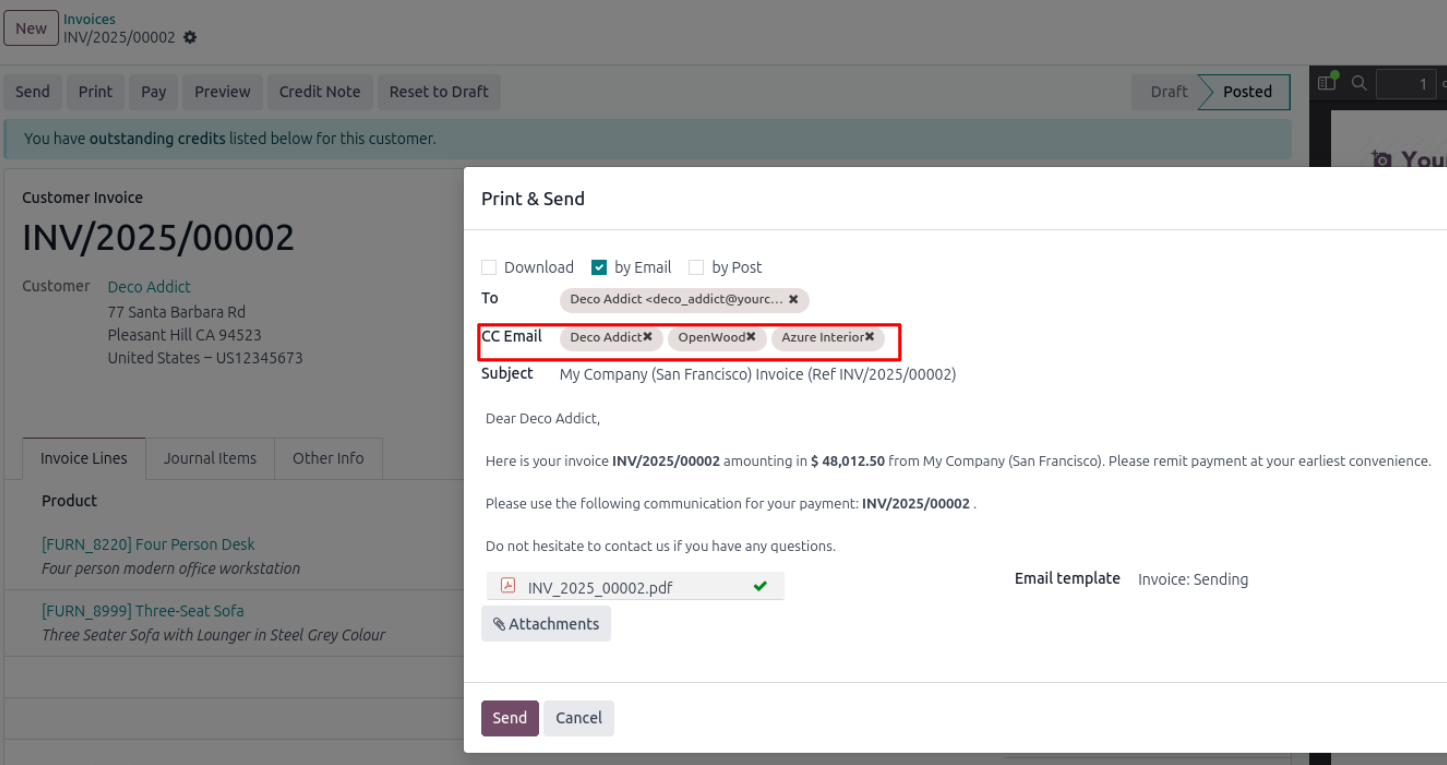 New
Invoices
INV/2025/00002
Send Print Pay Preview Credit Note Reset to Draft Draft Posted
1
You have outstanding credits listed below for this customer.
Customer Invoice
INV/2025/00002
Customer Deco Addict
77 Santa Barbara Rd
Pleasant Hill CA 94523
United States – US12345673
Invoice Lines Journal Items Other Info
Product
[FURN_8220] Four Person Desk
Four person modern office workstation
[FURN_8999] Three-Seat Sofa
Three Seater Sofa with Lounger in Steel Grey Colour
Print & Send
Download by Email by Post
To Deco Addict <deco_addict@yourc...
CC Email Deco Addict OpenWood Azure Interior
Subject My Company (San Francisco) Invoice (Ref INV/2025/00002)
Dear Deco Addict,
Here is your invoice INV/2025/00002 amounting in $ 48,012.50 from My Company (San Francisco). Please remit payment at your earliest convenience.
Please use the following communication for your payment: INV/2025/00002 .
Do not hesitate to contact us if you have any questions.
INV_2025_00002.pdf
Email template Invoice: Sending
Attachments
Send Cancel